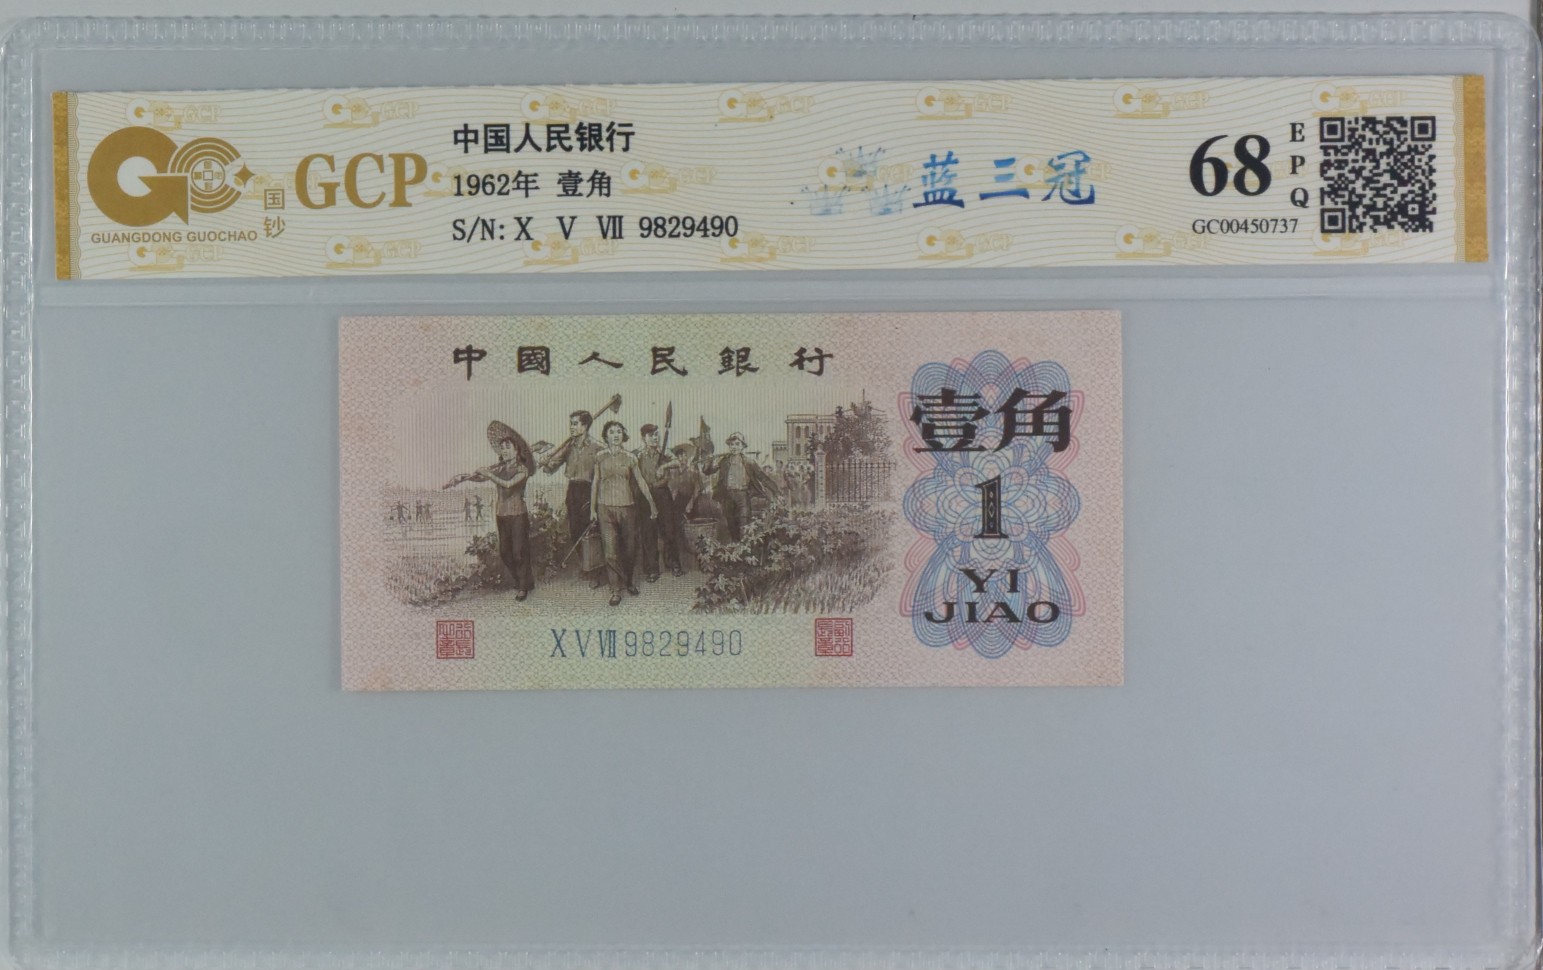 GCP
GUANGDONG GUOCHAO
国钞
中国人民银行
1962年 壹角
S/N: X Ⅴ Ⅶ 9829490
蓝三冠
68
EPQ
GC00450737
中國人民銀行
壹角
1
YI
JIAO
X Ⅴ Ⅶ 9829490